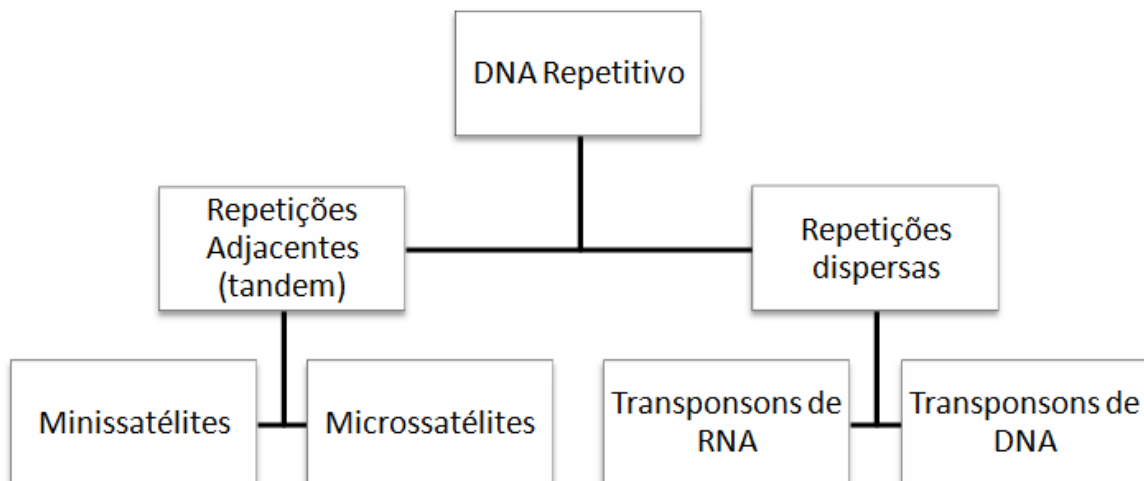 DNA Repetitivo
Repetições
Adjacentes
(tandem)
Repetições
dispersas
Minissatélites
Microssatélites
Transponsons de
RNA
Transponsons de
DNA